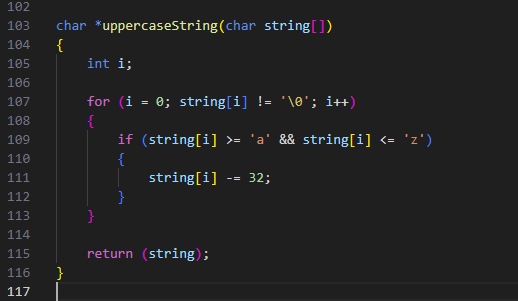 102
103 char *uppercaseString(char string[])
104 {
105     int i;
106
107     for (i = 0; string[i] != '\0'; i++)
108     {
109         if (string[i] >= 'a' && string[i] <= 'z')
110         {
111             string[i] -= 32;
112         }
113     }
114
115     return (string);
116 }
117